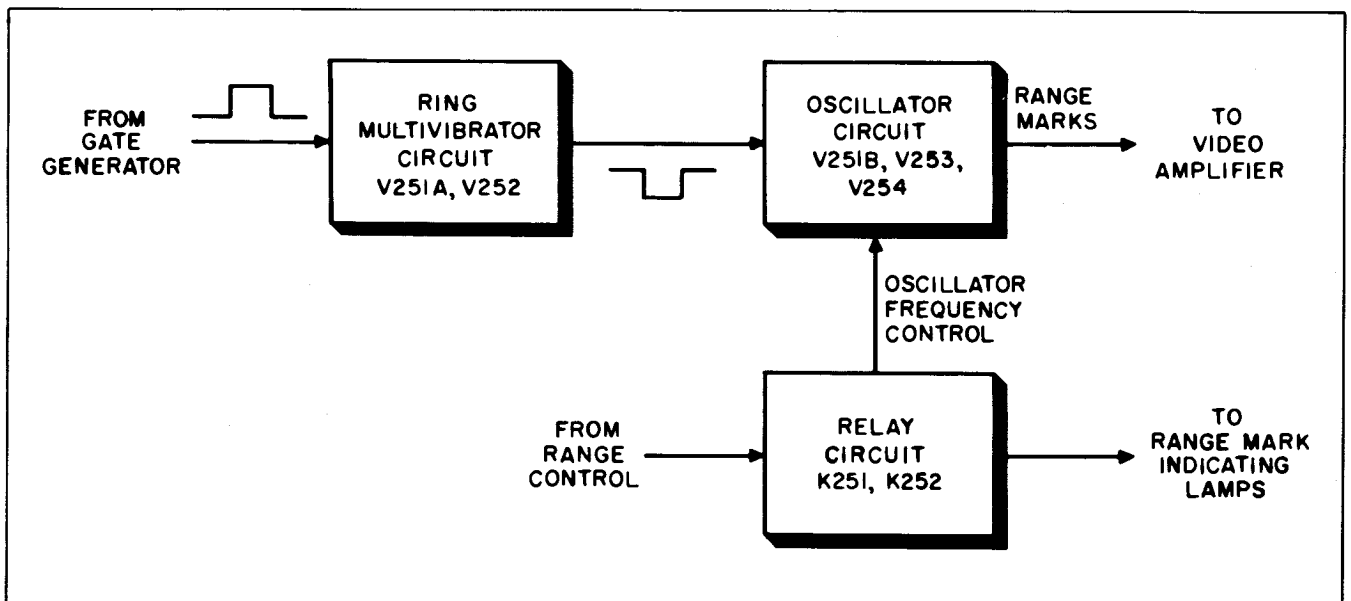 FROM
GATE
GENERATOR
RING
MULTIVIBRATOR
CIRCUIT
V251A, V252
OSCILLATOR
CIRCUIT
V251B, V253,
V254
RANGE
MARKS
TO
VIDEO
AMPLIFIER
OSCILLATOR
FREQUENCY
CONTROL
FROM
RANGE
CONTROL
RELAY
CIRCUIT
K251, K252
TO
RANGE MARK
INDICATING
LAMPS